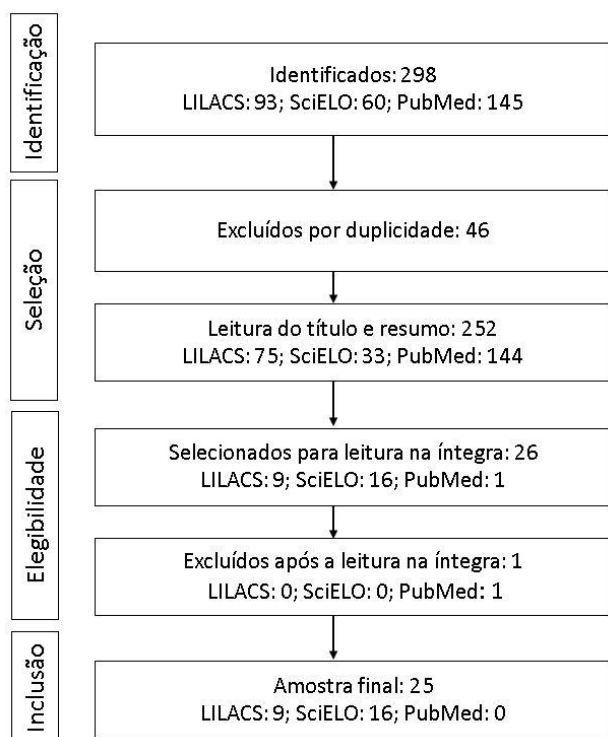 Identificação
Identificados: 298
LILACS: 93; SciELO: 60; PubMed: 145
Seleção
Excluídos por duplicidade: 46
Leitura do título e resumo: 252
LILACS: 75; SciELO: 33; PubMed: 144
Elegibilidade
Selecionados para leitura na íntegra: 26
LILACS: 9; SciELO: 16; PubMed: 1
Excluídos após a leitura na íntegra: 1
LILACS: 0; SciELO: 0; PubMed: 1
Inclusão
Amostra final: 25
LILACS: 9; SciELO: 16; PubMed: 0